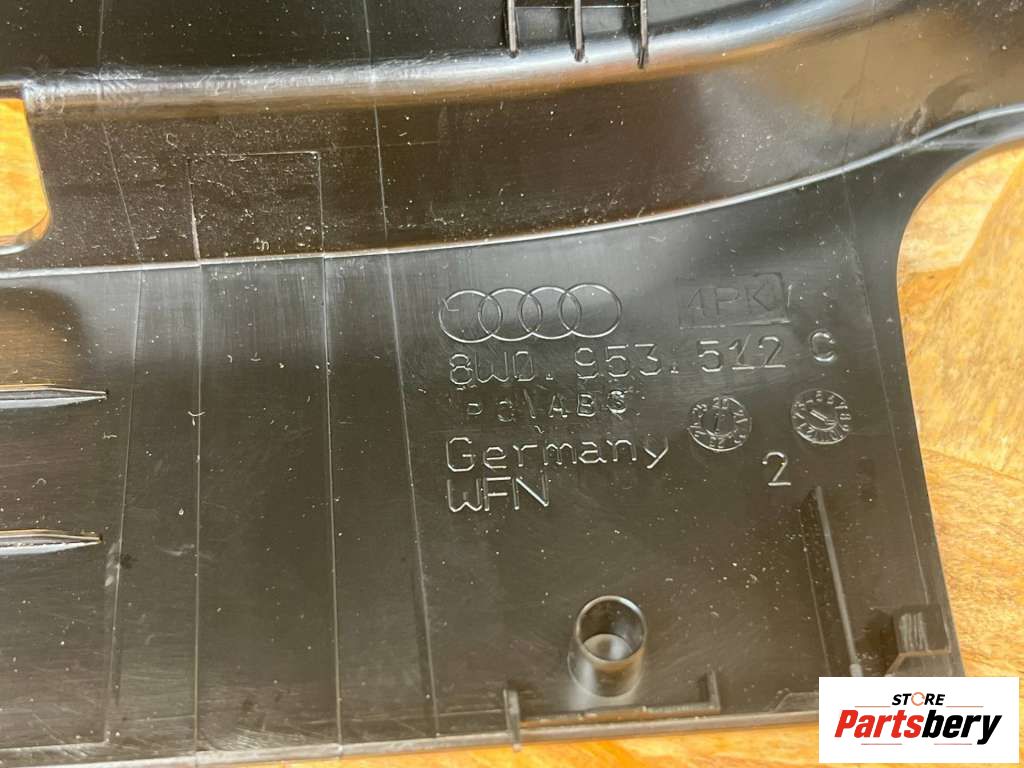 4PK
8W0.953.512 C
PC/ABS
Germany
WFN
2
STORE
Partsbery